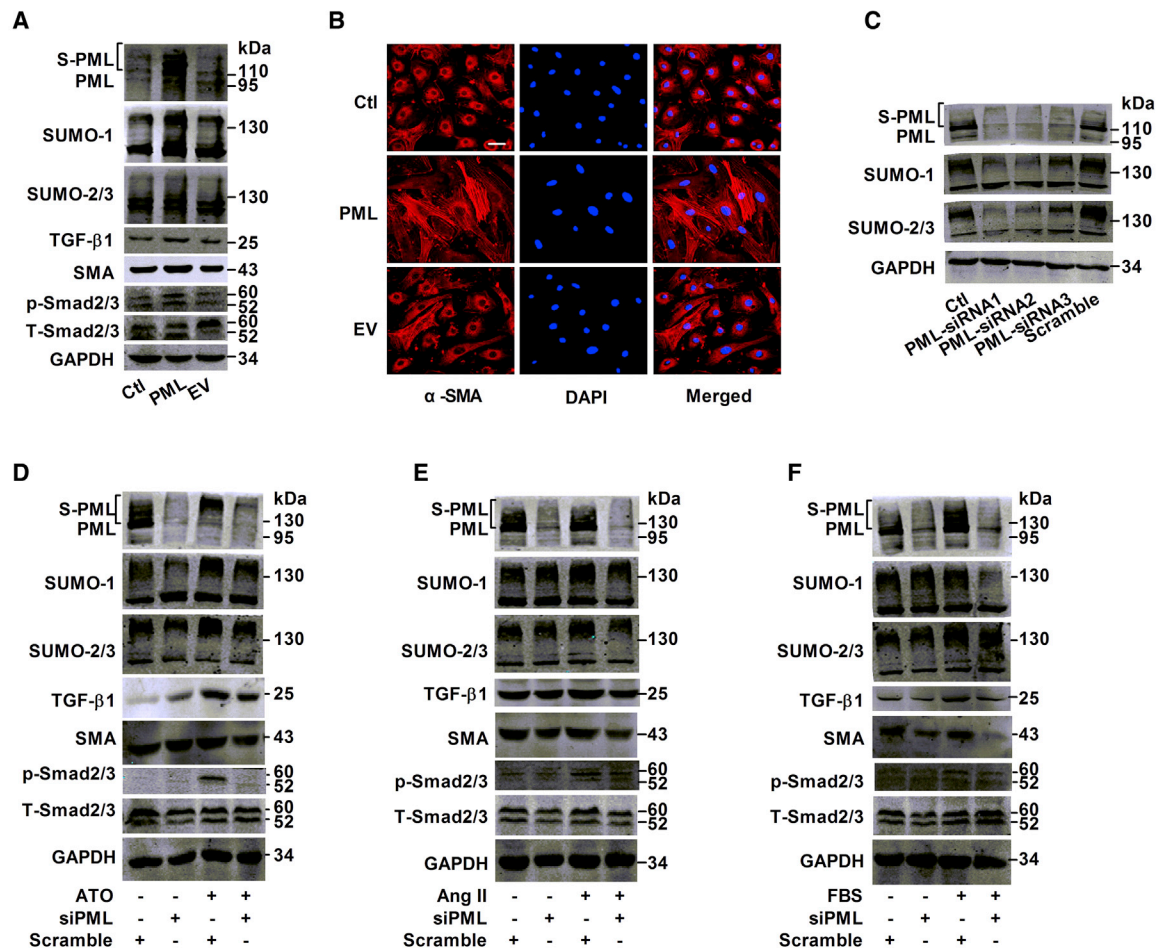 A
kDa
S-PML
PML
110
95
SUMO-1
130
SUMO-2/3
130
TGF-β1
25
SMA
43
p-Smad2/3
60
52
T-Smad2/3
60
52
GAPDH
34
Ctl PML EV
B
Ctl
PML
EV
α -SMA DAPI Merged
C
kDa
S-PML
PML
110
95
SUMO-1
130
SUMO-2/3
130
GAPDH
34
Ctl PML-siRNA1 PML-siRNA2 PML-siRNA3 Scramble
D
kDa
S-PML
PML
130
95
SUMO-1
130
SUMO-2/3
130
TGF-β1
25
SMA
43
p-Smad2/3
60
52
T-Smad2/3
60
52
GAPDH
34
ATO - - + +
siPML - + - +
Scramble + - + -
E
kDa
S-PML
PML
130
95
SUMO-1
130
SUMO-2/3
130
TGF-β1
25
SMA
43
p-Smad2/3
60
52
T-Smad2/3
60
52
GAPDH
34
Ang II - - + +
siPML - + - +
Scramble + - + -
F
kDa
S-PML
PML
130
95
SUMO-1
130
SUMO-2/3
130
TGF-β1
25
SMA
43
p-Smad2/3
60
52
T-Smad2/3
60
52
GAPDH
34
FBS - - + +
siPML - + - +
Scramble + - + -